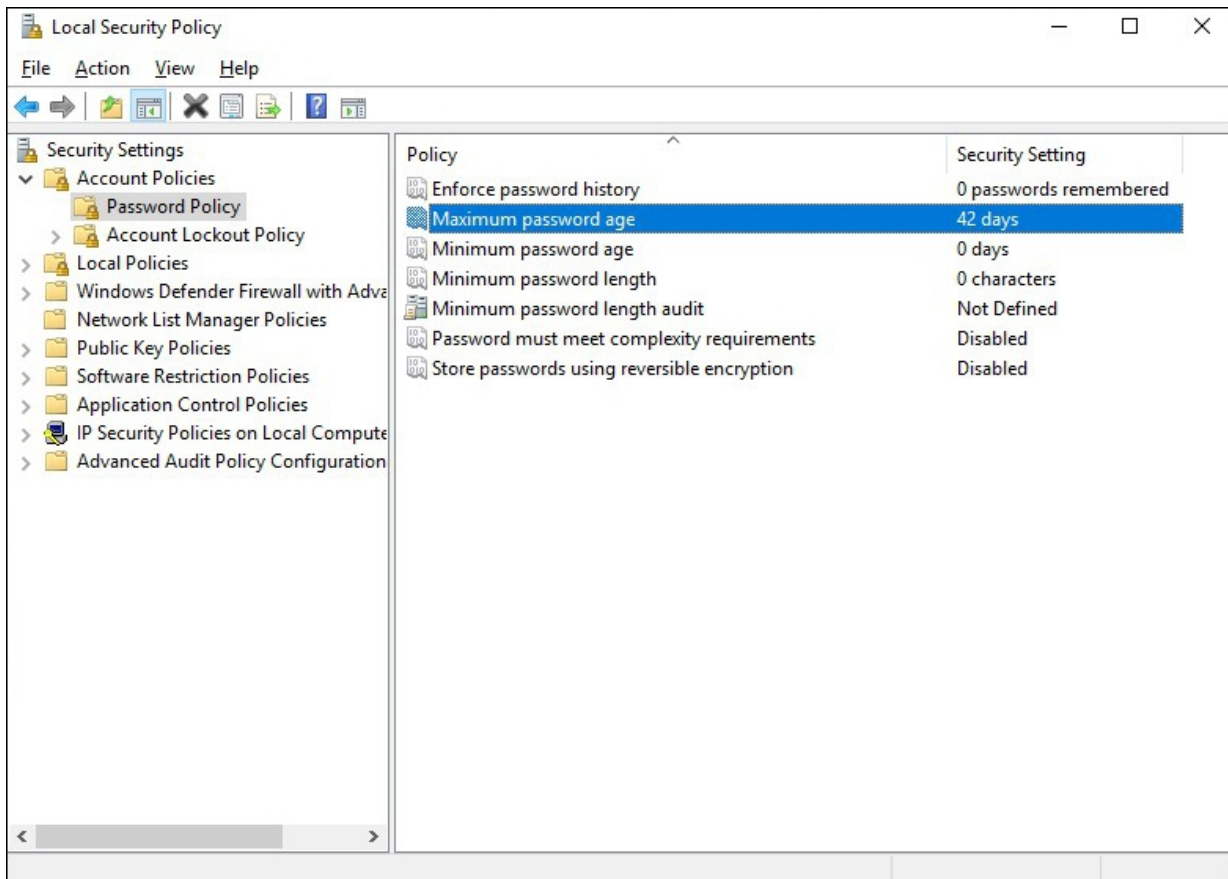 Local Security Policy
File Action View Help
Security Settings
Account Policies
Password Policy
Account Lockout Policy
Local Policies
Windows Defender Firewall with Adva
Network List Manager Policies
Public Key Policies
Software Restriction Policies
Application Control Policies
IP Security Policies on Local Compute
Advanced Audit Policy Configuration
Policy Security Setting
Enforce password history 0 passwords remembered
Maximum password age 42 days
Minimum password age 0 days
Minimum password length 0 characters
Minimum password length audit Not Defined
Password must meet complexity requirements Disabled
Store passwords using reversible encryption Disabled